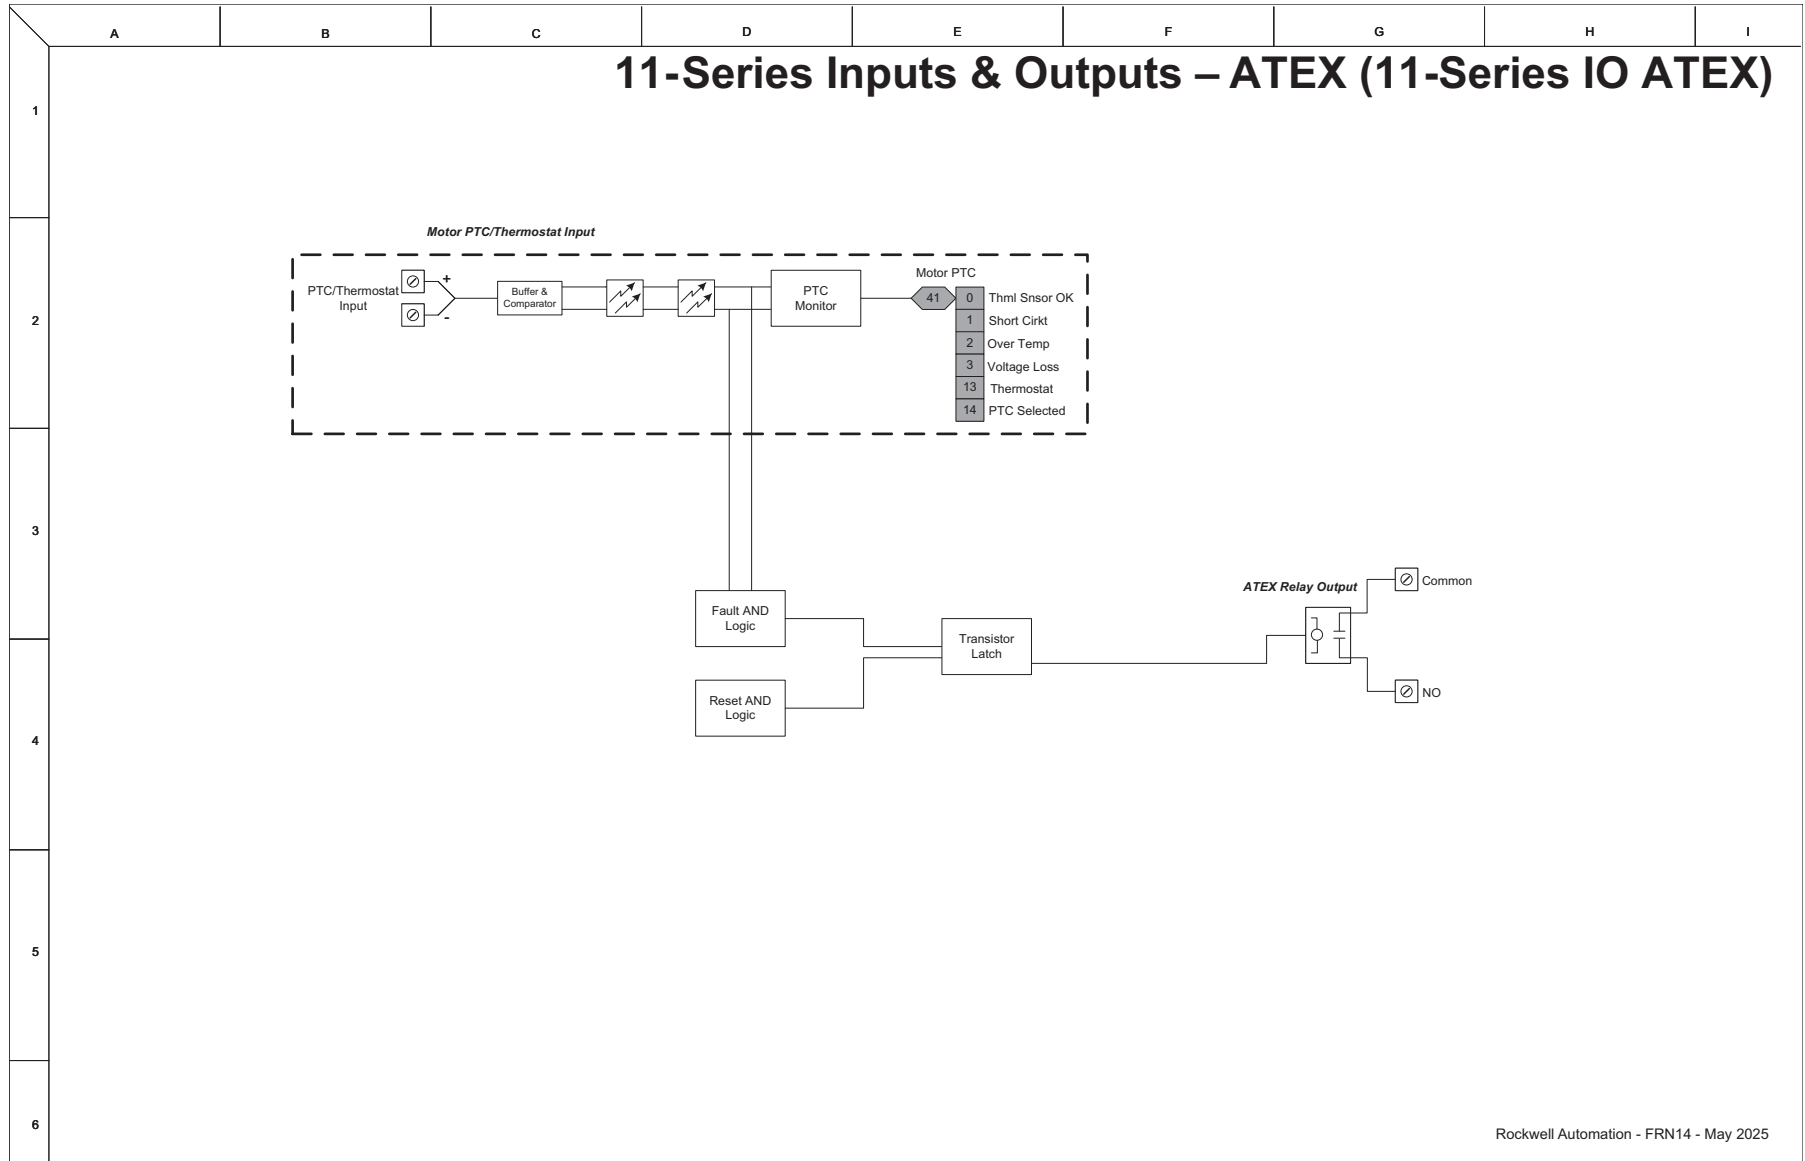 A B C D E F G H I
11-Series Inputs & Outputs – ATEX (11-Series IO ATEX)
1
Motor PTC/Thermostat Input
2
PTC/Thermostat
Input
+
-
Buffer &
Comparator
PTC
Monitor
Motor PTC
41
0 Thml Snsor OK
1 Short Cirkt
2 Over Temp
3 Voltage Loss
13 Thermostat
14 PTC Selected
3
Fault AND
Logic
Reset AND
Logic
Transistor
Latch
ATEX Relay Output
Common
NO
4
5
6
Rockwell Automation - FRN14 - May 2025